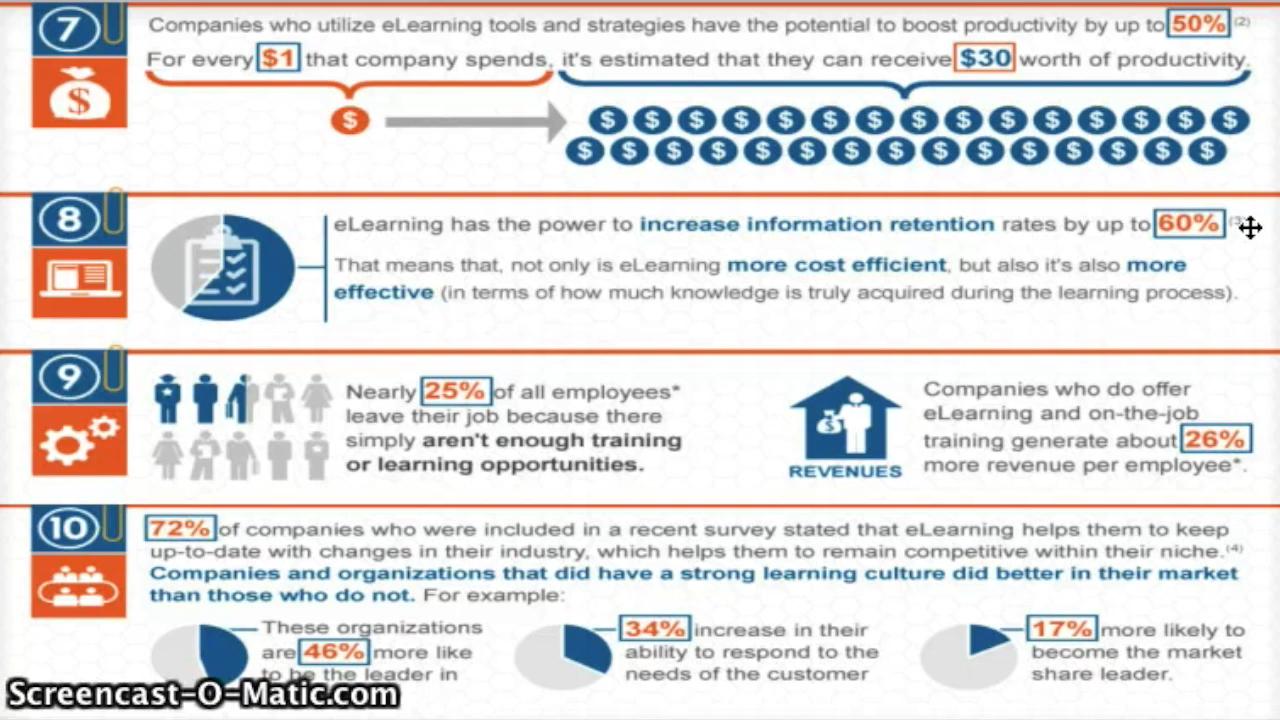 7
Companies who utilize eLearning tools and strategies have the potential to boost productivity by up to 50% (2)
For every $1 that company spends, it's estimated that they can receive $30 worth of productivity.
$
$ $ $ $ $ $ $ $ $ $ $ $ $ $ $ $
$ $ $ $ $ $ $ $ $ $ $ $ $ $ $ $
8
eLearning has the power to increase information retention rates by up to 60%
That means that, not only is eLearning more cost efficient, but also it's also more
effective (in terms of how much knowledge is truly acquired during the learning process).
9
Nearly 25% of all employees*
leave their job because there
simply aren't enough training
or learning opportunities.
REVENUES
Companies who do offer
eLearning and on-the-job
training generate about 26%
more revenue per employee*.
10
72% of companies who were included in a recent survey stated that eLearning helps them to keep
up-to-date with changes in their industry, which helps them to remain competitive within their niche.(4)
Companies and organizations that did have a strong learning culture did better in their market
than those who do not. For example:
These organizations
are 46% more like
to be the leader in
34% increase in their
ability to respond to the
needs of the customer
17% more likely to
become the market
share leader.
Screencast-O-Matic.com